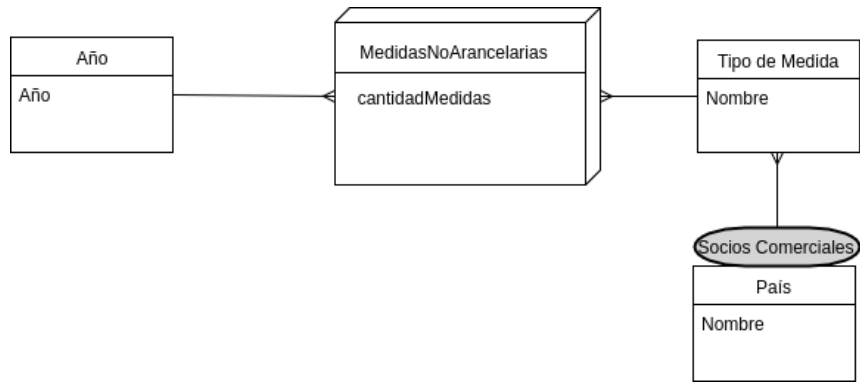 Año
Año
MedidasNoArancelarias
cantidadMedidas
Tipo de Medida
Nombre
Socios Comerciales
País
Nombre